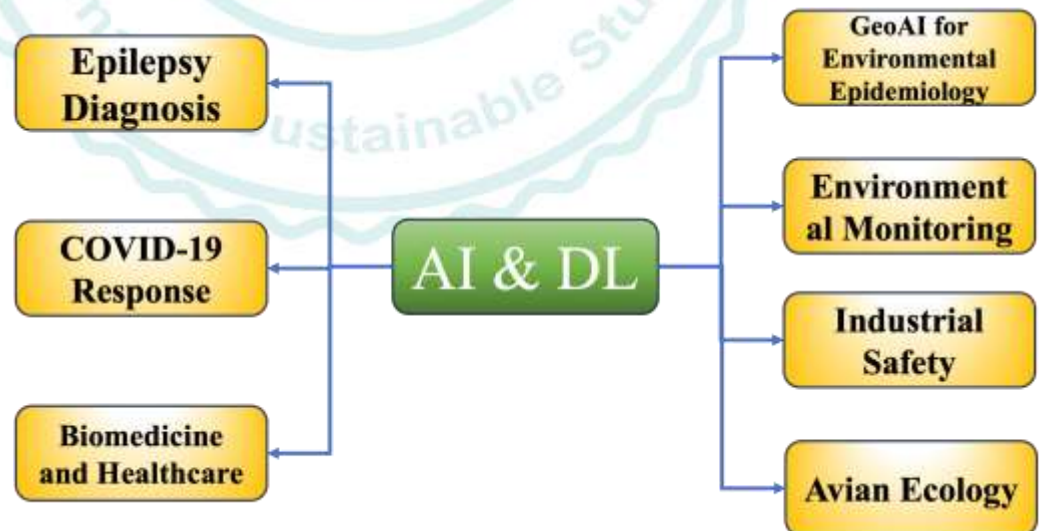 Epilepsy
Diagnosis
COVID-19
Response
Biomedicine
and Healthcare
AI & DL
GeoAI for
Environmental
Epidemiology
Environment
al Monitoring
Industrial
Safety
Avian Ecology